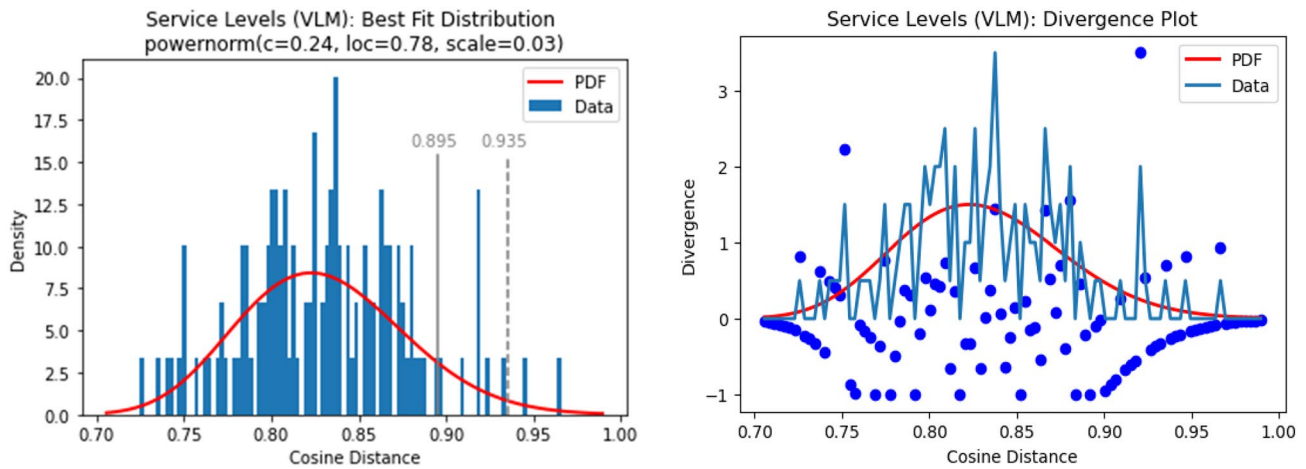 Service Levels (VLM): Best Fit Distribution
powernorm(c=0.24, loc=0.78, scale=0.03)
20.0
17.5
15.0
12.5
10.0
7.5
5.0
2.5
0.0
Density
PDF
Data
0.895
0.935
0.70
0.75
0.80
0.85
0.90
0.95
1.00
Cosine Distance
Service Levels (VLM): Divergence Plot
3
2
1
0
−1
Divergence
PDF
Data
0.70
0.75
0.80
0.85
0.90
0.95
1.00
Cosine Distance